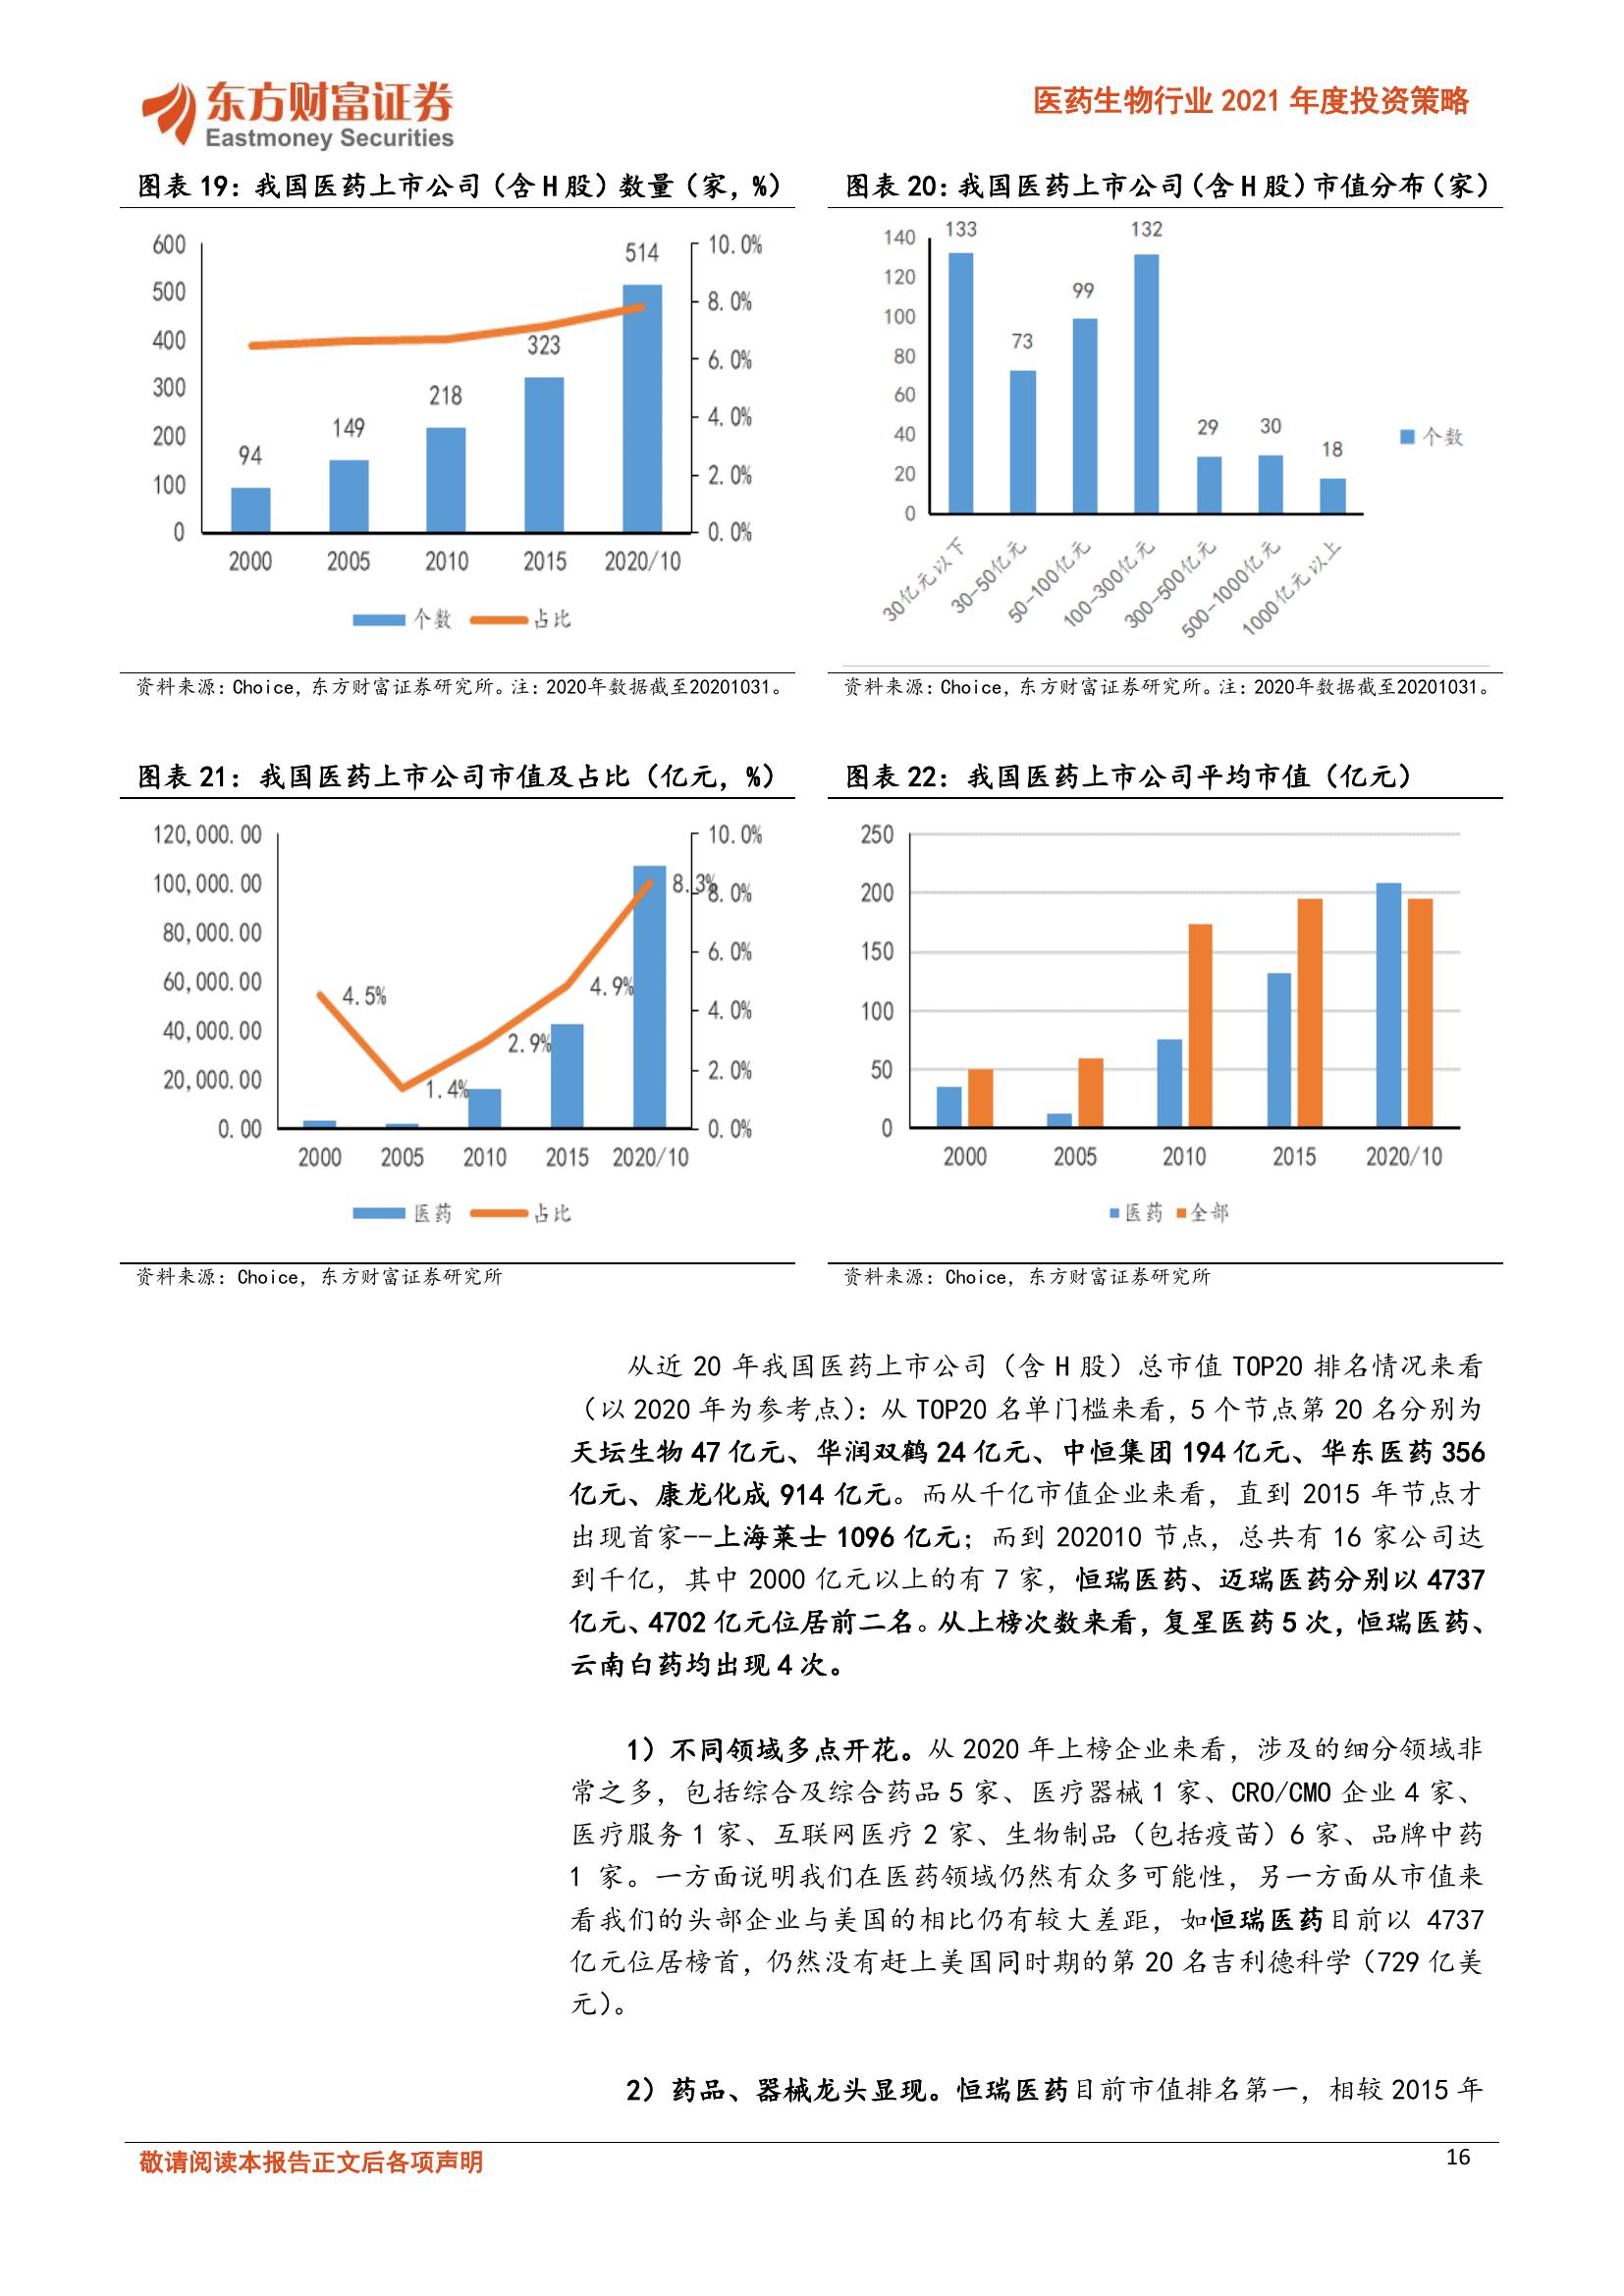 东方财富证券
Eastmoney Securities
医药生物行业 2021 年度投资策略
图表 19：我国医药上市公司（含 H 股）数量（家，%）
600
500
400
300
200
100
0
10.0%
8.0%
6.0%
4.0%
2.0%
0.0%
94
149
218
323
514
2000
2005
2010
2015
2020/10
个数
占比
资料来源：Choice，东方财富证券研究所。注：2020年数据截至20201031。
图表 20：我国医药上市公司（含 H 股）市值分布（家）
140
120
100
80
60
40
20
0
133
73
99
132
29
30
18
30亿元以下
30-50亿元
50-100亿元
100-300亿元
300-500亿元
500-1000亿元
1000亿元以上
个数
资料来源：Choice，东方财富证券研究所。注：2020年数据截至20201031。
图表 21：我国医药上市公司市值及占比（亿元，%）
120,000.00
100,000.00
80,000.00
60,000.00
40,000.00
20,000.00
0.00
10.0%
8.0%
6.0%
4.0%
2.0%
0.0%
4.5%
1.4%
2.9%
4.9%
8.3%
2000
2005
2010
2015
2020/10
医药
占比
资料来源：Choice，东方财富证券研究所
图表 22：我国医药上市公司平均市值（亿元）
250
200
150
100
50
0
2000
2005
2010
2015
2020/10
医药
全部
资料来源：Choice，东方财富证券研究所
从近 20 年我国医药上市公司（含 H 股）总市值 TOP20 排名情况来看
（以 2020 年为参考点）：从 TOP20 名单门槛来看，5 个节点第 20 名分别为
天坛生物 47 亿元、华润双鹤 24 亿元、中恒集团 194 亿元、华东医药 356
亿元、康龙化成 914 亿元。而从千亿市值企业来看，直到 2015 年节点才
出现首家--上海莱士 1096 亿元；而到 202010 节点，总共有 16 家公司达
到千亿，其中 2000 亿元以上的有 7 家，恒瑞医药、迈瑞医药分别以 4737
亿元、4702 亿元位居前二名。从上榜次数来看，复星医药 5 次，恒瑞医药、
云南白药均出现 4 次。
1）不同领域多点开花。从 2020 年上榜企业来看，涉及的细分领域非
常之多，包括综合及综合药品 5 家、医疗器械 1 家、CRO/CMO 企业 4 家、
医疗服务 1 家、互联网医疗 2 家、生物制品（包括疫苗）6 家、品牌中药
1 家。一方面说明我们在医药领域仍然有众多可能性，另一方面从市值来
看我们的头部企业与美国的相比仍有较大差距，如恒瑞医药目前以 4737
亿元位居榜首，仍然没有赶上美国同时期的第 20 名吉利德科学（729 亿美
元）。
2）药品、器械龙头显现。恒瑞医药目前市值排名第一，相较 2015 年
敬请阅读本报告正文后各项声明
16